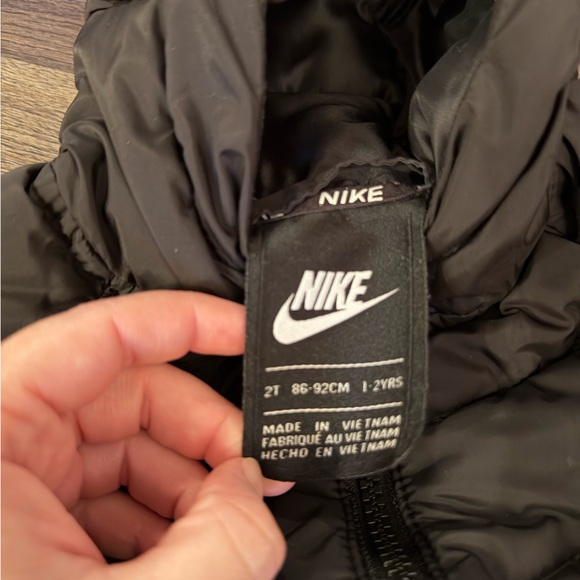 NIKE
NIKE
2T 86-92CM 1-2YRS
MADE IN VIETNAM
FABRIQUÉ AU VIETNAM
HECHO EN VIETNAM